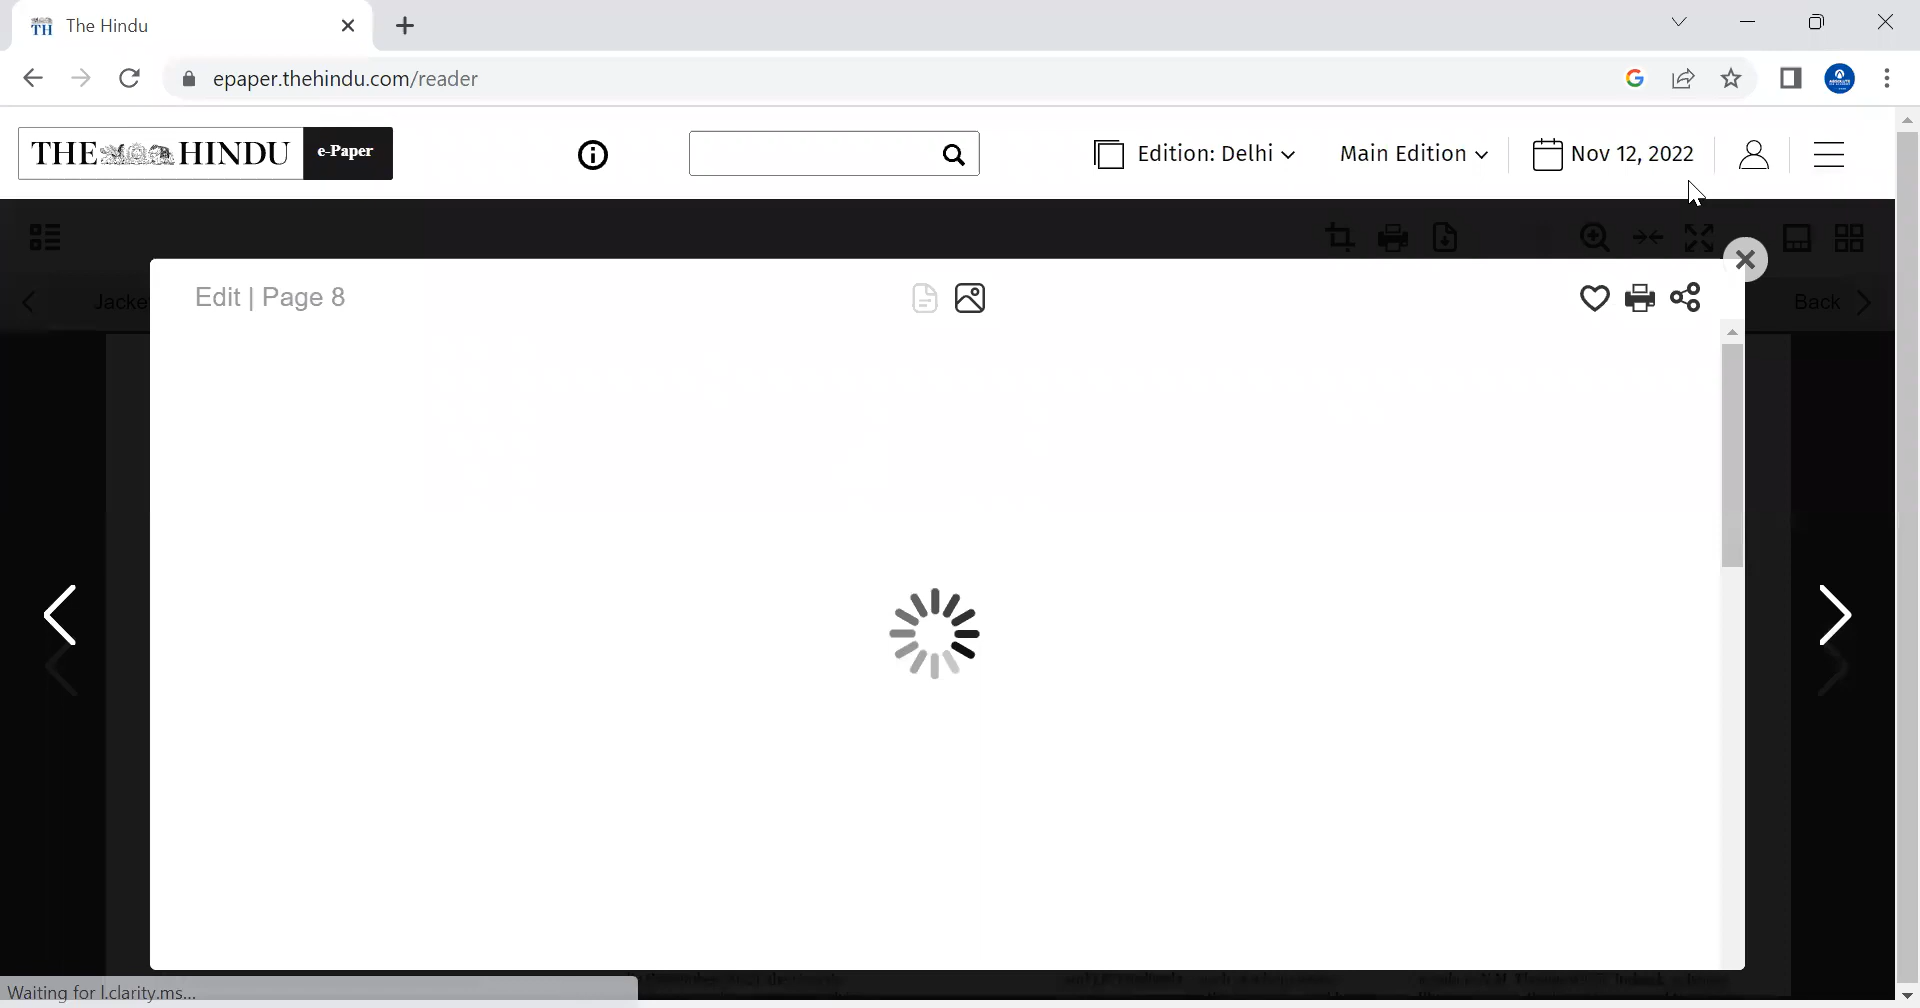 The Hindu
epaper.thehindu.com/reader
THE HINDU e-Paper
Edition: Delhi
Main Edition
Nov 12, 2022
Edit | Page 8
Back
Waiting for l.clarity.ms...